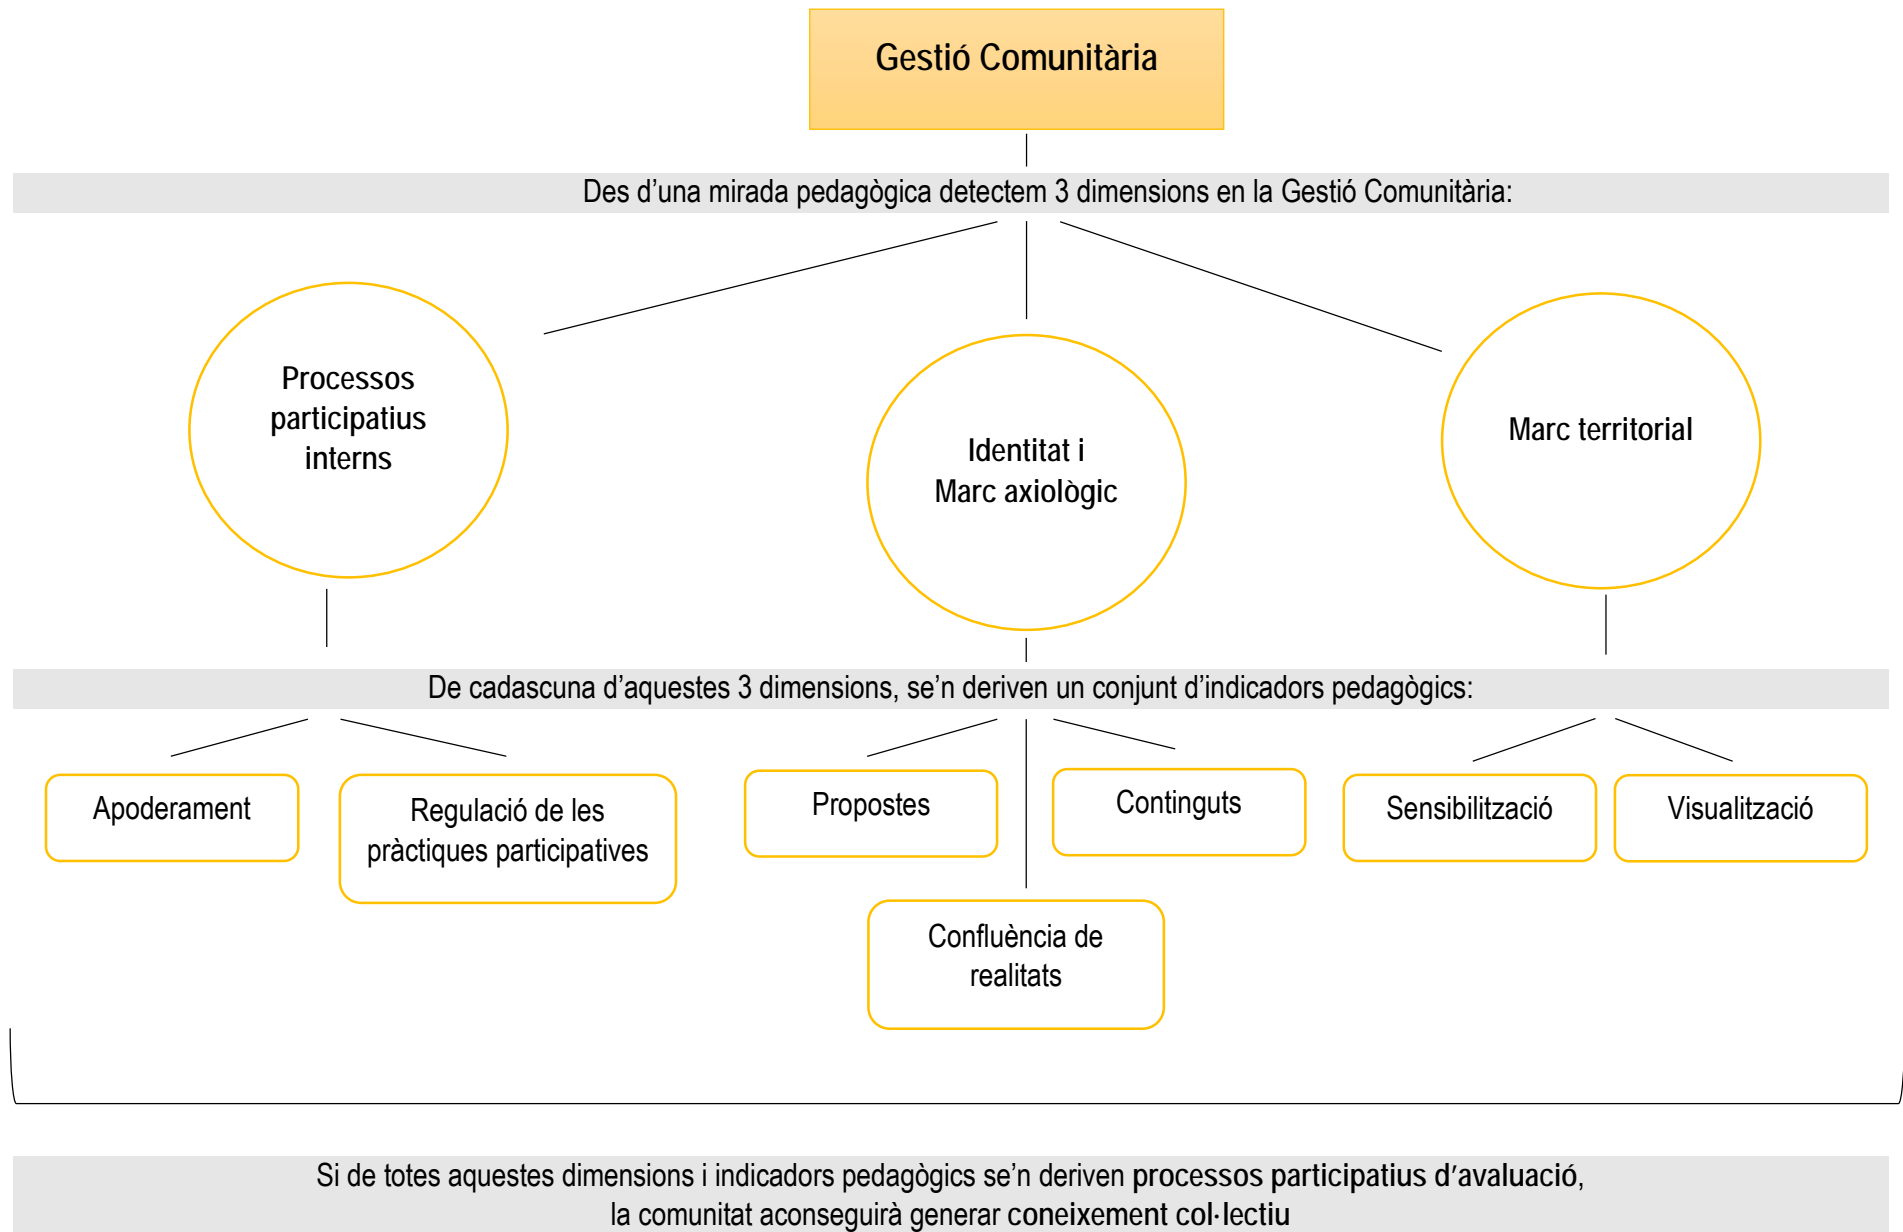 Gestió Comunitària
Des d’una mirada pedagògica detectem 3 dimensions en la Gestió Comunitària:
Processos
participatius
interns
Identitat i
Marc axiològic
Marc territorial
De cadascuna d’aquestes 3 dimensions, se’n deriven un conjunt d’indicadors pedagògics:
Apoderament
Regulació de les
pràctiques participatives
Propostes
Continguts
Confluència de
realitats
Sensibilització
Visualització
Si de totes aquestes dimensions i indicadors pedagògics se’n deriven processos participatius d’avaluació,
la comunitat aconseguirà generar coneixement col·lectiu